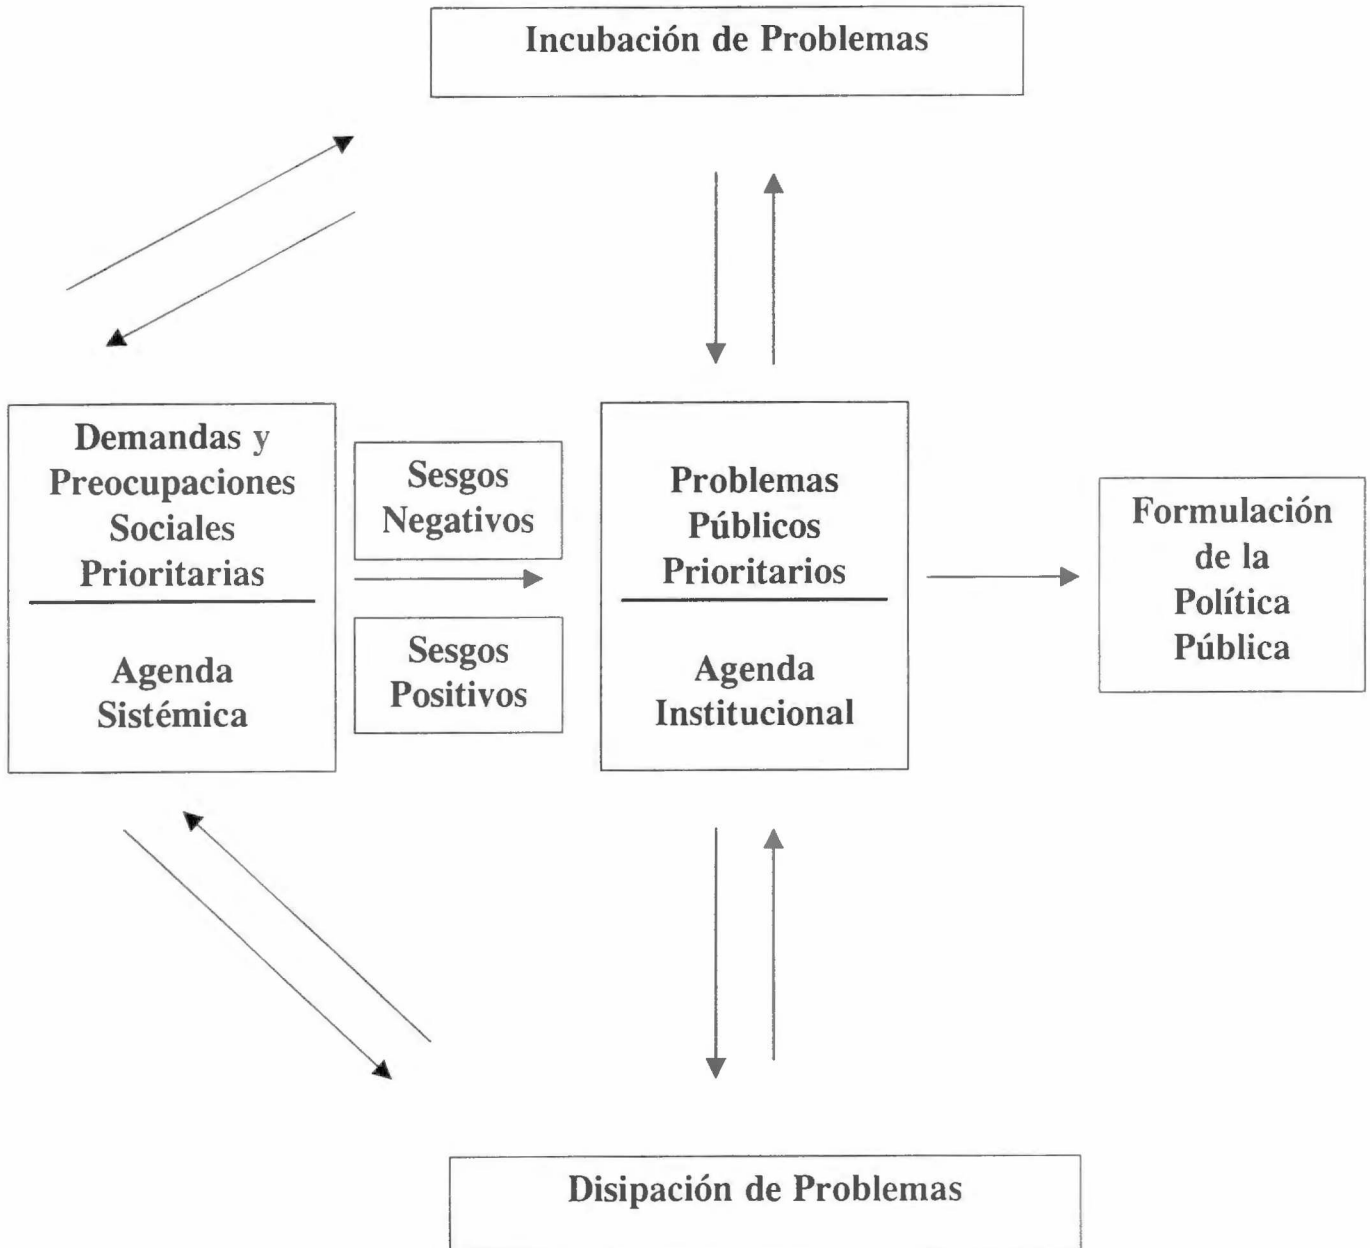 Incubación de Problemas
Demandas y
Preocupaciones
Sociales
Prioritarias
Agenda
Sistémica
Sesgos
Negativos
Sesgos
Positivos
Problemas
Públicos
Prioritarios
Agenda
Institucional
Formulación
de la
Política
Pública
Disipación de Problemas